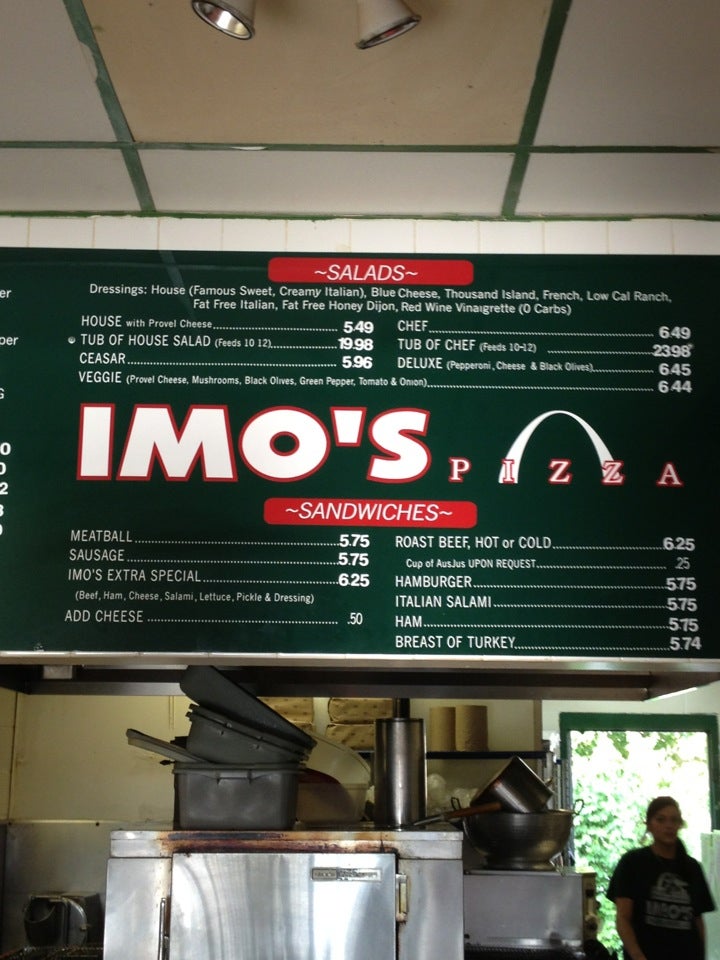 ~SALADS~
Dressings: House (Famous Sweet, Creamy Italian), Blue Cheese, Thousand Island, French, Low Cal Ranch,
Fat Free Italian, Fat Free Honey Dijon, Red Wine Vinaigrette (0 Carbs)
HOUSE with Provel Cheese 5.49
TUB OF HOUSE SALAD (Feeds 10 12) 19.98
CEASAR 5.96
VEGGIE (Provel Cheese, Mushrooms, Black Olives, Green Pepper, Tomato & Onion) 6 44
CHEF 6.49
TUB OF CHEF (Feeds 10-12) 23.98
DELUXE (Pepperoni, Cheese & Black Olives) 6.45
IMO'S PIZZA
~SANDWICHES~
MEATBALL 5.75
SAUSAGE 5.75
IMO'S EXTRA SPECIAL 6.25
(Beef, Ham, Cheese, Salami, Lettuce, Pickle & Dressing)
ADD CHEESE .50
ROAST BEEF, HOT or COLD 6.25
Cup of AusJus UPON REQUEST .25
HAMBURGER 5.75
ITALIAN SALAMI 5.75
HAM 5.75
BREAST OF TURKEY 5.74
IMO'S